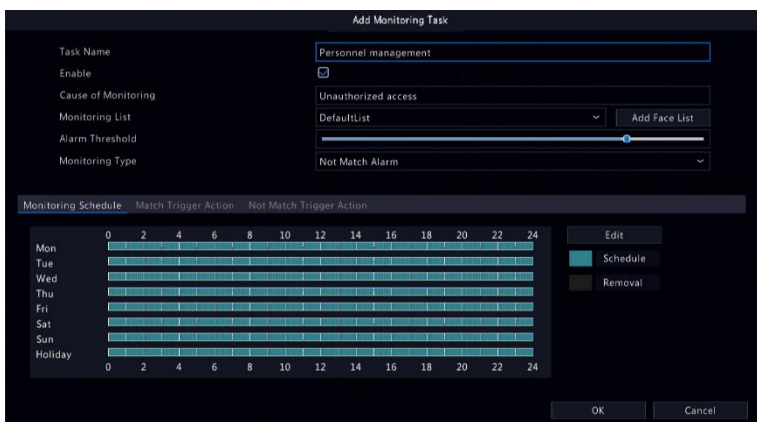 Add Monitoring Task
Task Name Personnel management
Enable
Cause of Monitoring Unauthorized access
Monitoring List DefaultList Add Face List
Alarm Threshold
Monitoring Type Not Match Alarm
Monitoring Schedule Match Trigger Action Not Match Trigger Action
0 2 4 6 8 10 12 14 16 18 20 22 24 Edit
Mon
Tue Schedule
Wed
Thu Removal
Fri
Sat
Sun
Holiday
0 2 4 6 8 10 12 14 16 18 20 22 24
OK Cancel